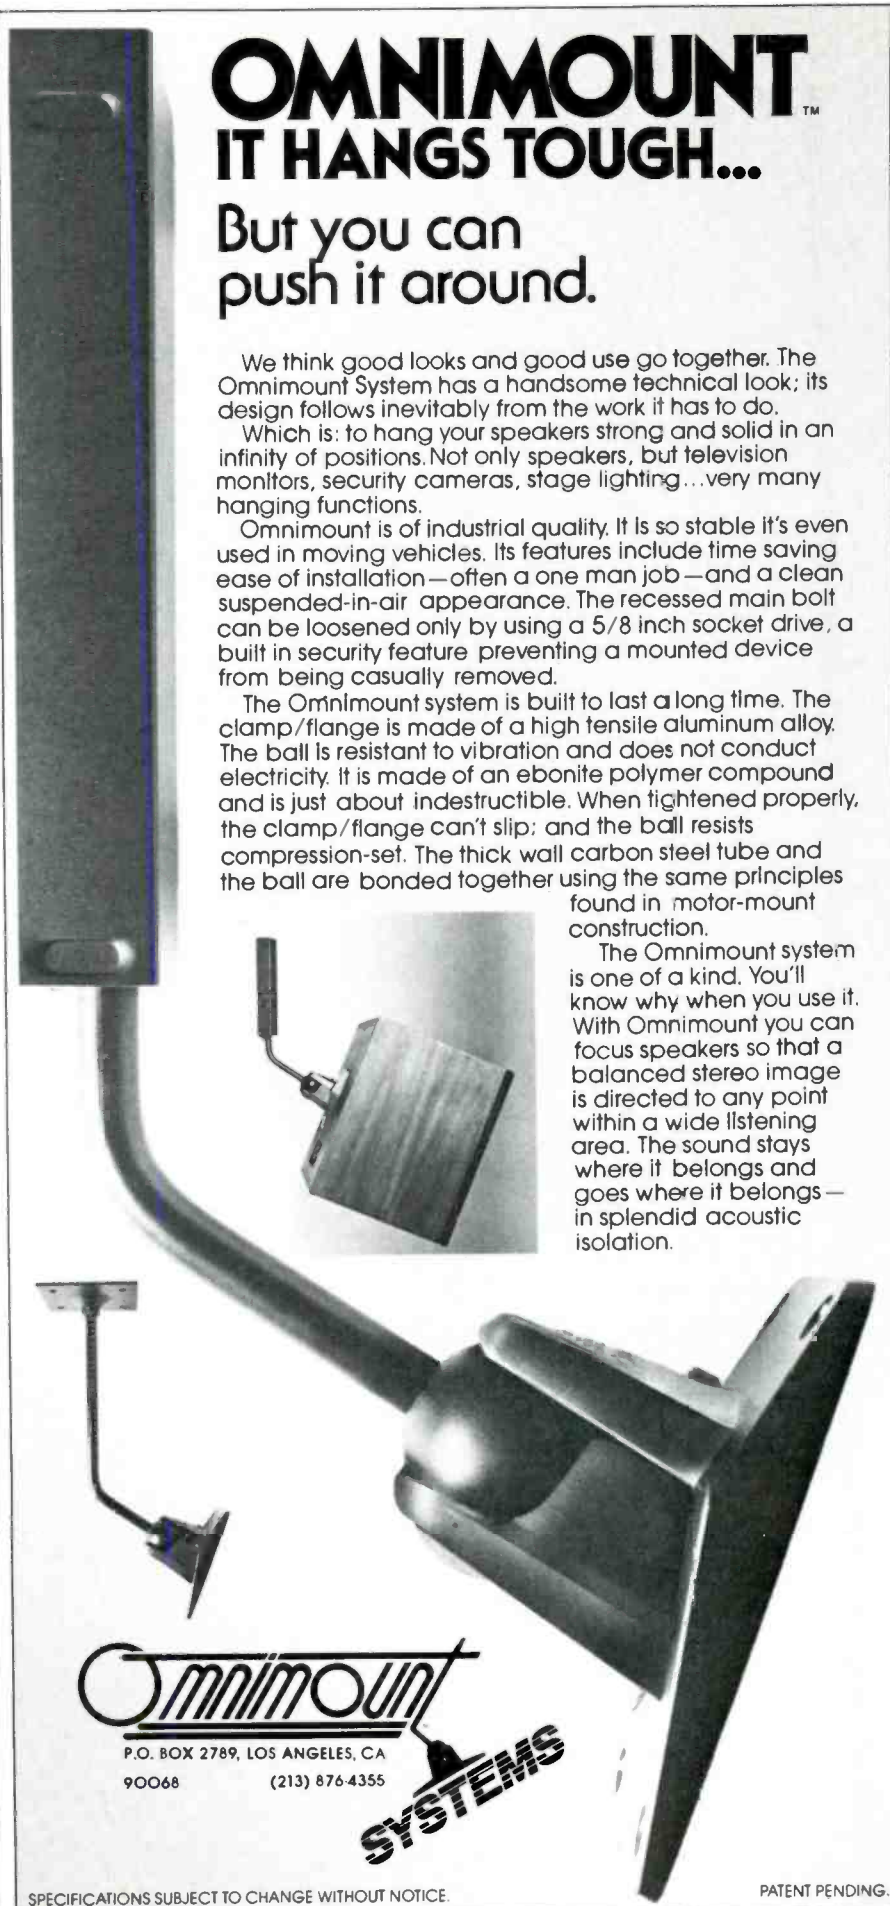 OMNIMOUNT™
IT HANGS TOUGH...
But you can
push it around.
We think good looks and good use go together. The
Omnimount System has a handsome technical look; its
design follows inevitably from the work it has to do.
Which is: to hang your speakers strong and solid in an
infinity of positions. Not only speakers, but television
monitors, security cameras, stage lighting...very many
hanging functions.
Omnimount is of industrial quality. It is so stable it's even
used in moving vehicles. Its features include time saving
ease of installation—often a one man job—and a clean
suspended-in-air appearance. The recessed main bolt
can be loosened only by using a 5/8 inch socket drive, a
built in security feature preventing a mounted device
from being casually removed.
The Omnimount system is built to last a long time. The
clamp/flange is made of a high tensile aluminum alloy.
The ball is resistant to vibration and does not conduct
electricity. It is made of an ebonite polymer compound
and is just about indestructible. When tightened properly,
the clamp/flange can't slip; and the ball resists
compression-set. The thick wall carbon steel tube and
the ball are bonded together using the same principles
found in motor-mount
construction.
The Omnimount system
is one of a kind. You'll
know why when you use it.
With Omnimount you can
focus speakers so that a
balanced stereo image
is directed to any point
within a wide listening
area. The sound stays
where it belongs and
goes where it belongs—
in splendid acoustic
isolation.
Omnimount
SYSTEMS
P.O. BOX 2789, LOS ANGELES, CA
90068 (213) 876-4355
SPECIFICATIONS SUBJECT TO CHANGE WITHOUT NOTICE.
PATENT PENDING.